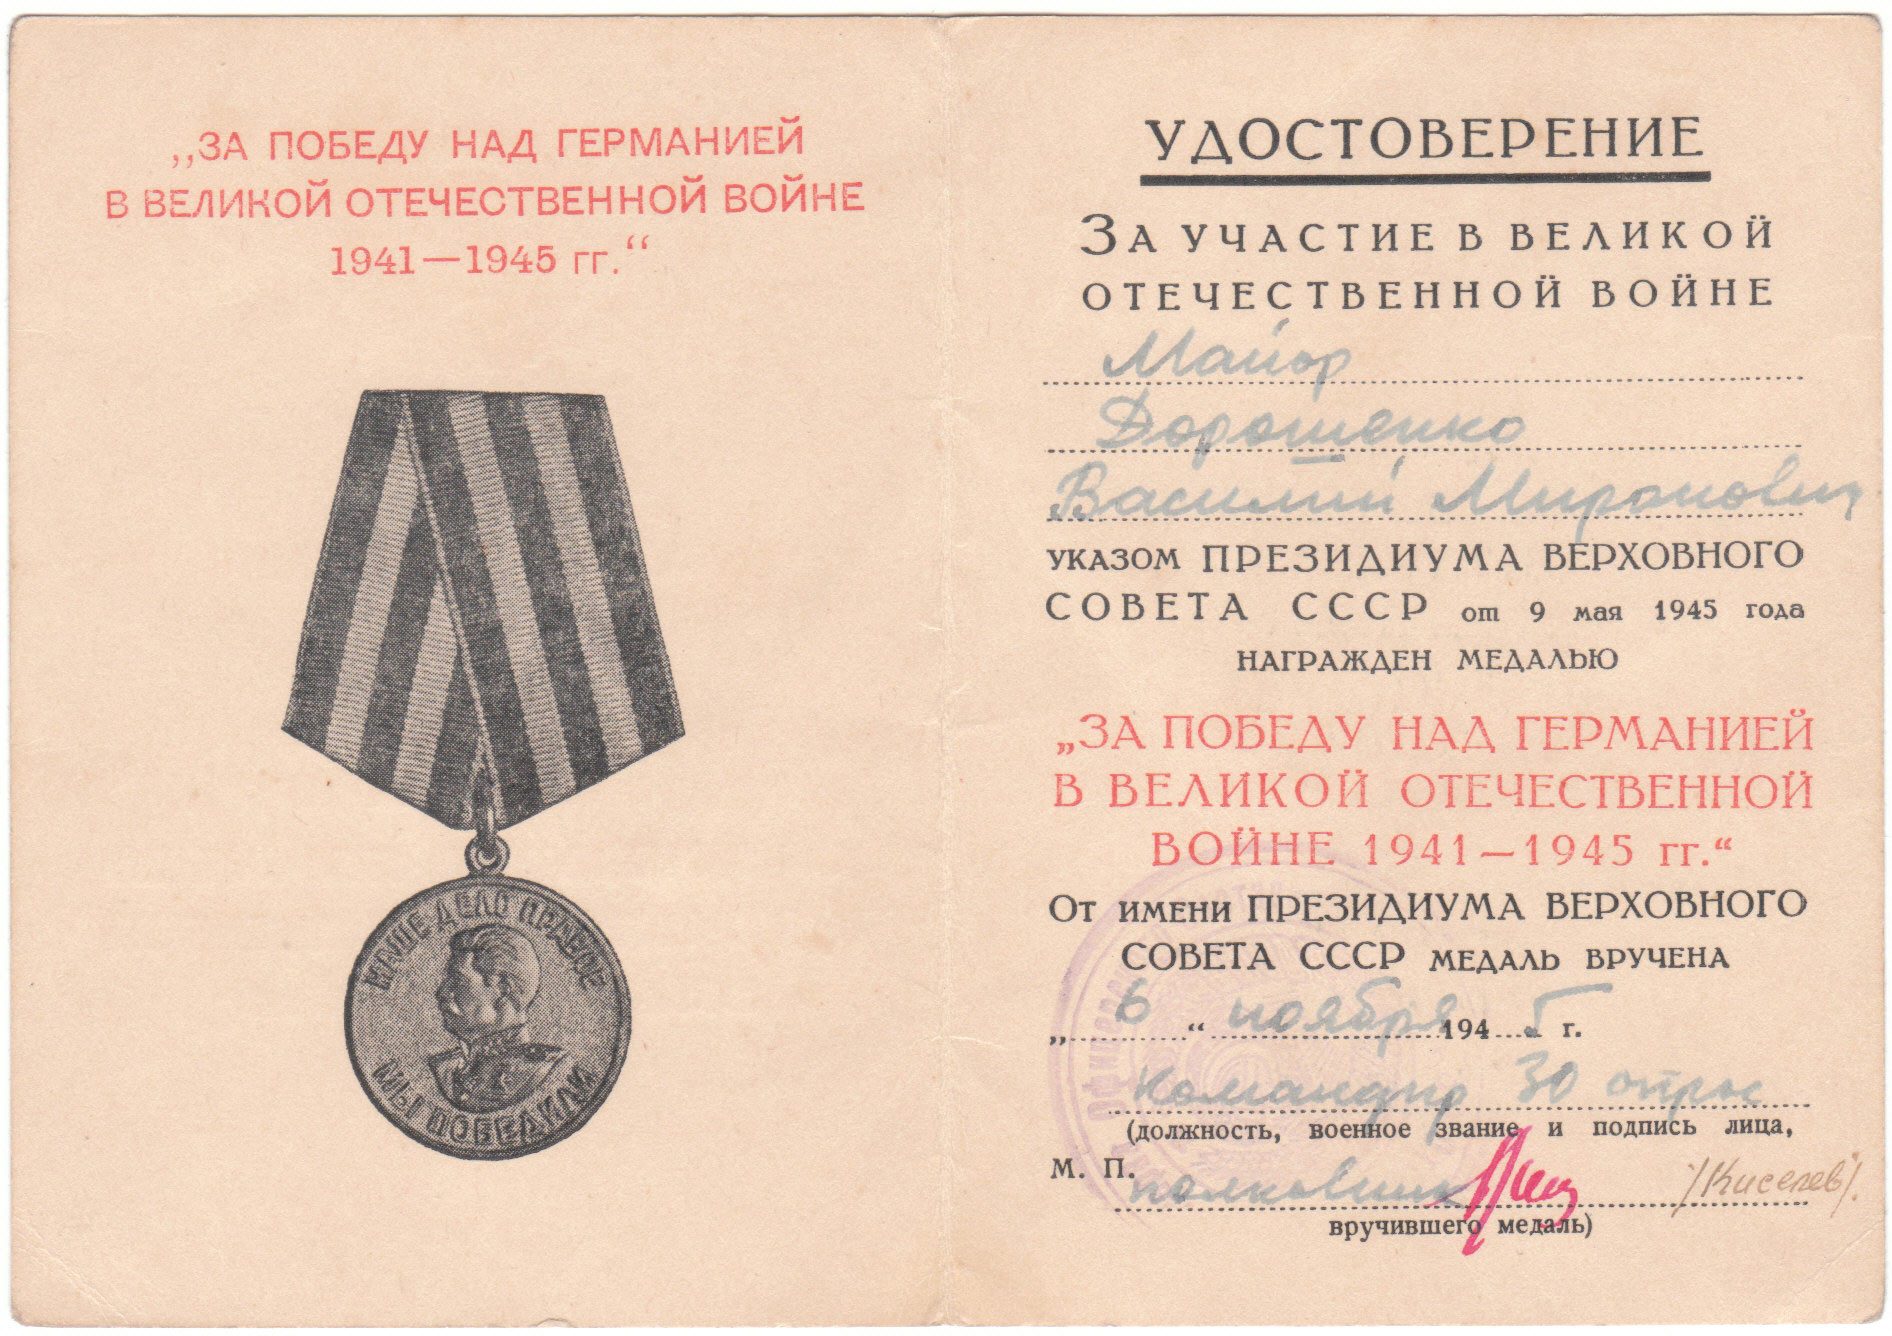 „ЗА ПОБЕДУ НАД ГЕРМАНИЕЙ
В ВЕЛИКОЙ ОТЕЧЕСТВЕННОЙ ВОЙНЕ
1941—1945 гг.“
НАШЕ ДЕЛО ПРАВОЕ
МЫ ПОБЕДИЛИ
УДОСТОВЕРЕНИЕ
ЗА УЧАСТИЕ В ВЕЛИКОЙ
ОТЕЧЕСТВЕННОЙ ВОЙНЕ
Майор
Дорошенко
Василий Миронович
УКАЗОМ ПРЕЗИДИУМА ВЕРХОВНОГО
СОВЕТА СССР от 9 мая 1945 года
НАГРАЖДЕН МЕДАЛЬЮ
„ЗА ПОБЕДУ НАД ГЕРМАНИЕЙ
В ВЕЛИКОЙ ОТЕЧЕСТВЕННОЙ
ВОЙНЕ 1941—1945 гг.“
ОТ ИМЕНИ ПРЕЗИДИУМА ВЕРХОВНОГО
СОВЕТА СССР МЕДАЛЬ ВРУЧЕНА
„6“ ноября 1945 г.
Командир 30 отрос
(должность, военное звание и подпись лица,
М. П. полковник /Киселев/.
вручившего медаль)